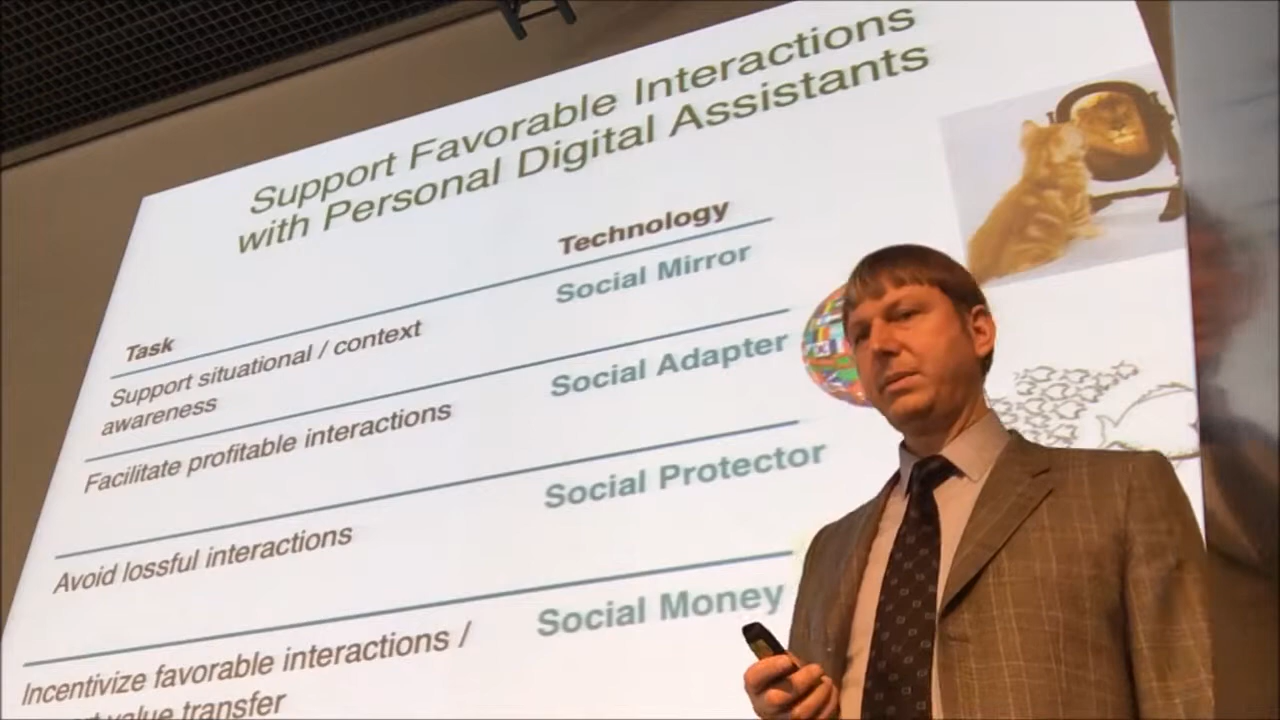 Support Favorable Interactions
with Personal Digital Assistants
Task
Technology
Support situational / context
awareness
Social Mirror
Facilitate profitable interactions
Social Adapter
Avoid lossful interactions
Social Protector
Incentivize favorable interactions /
value transfer
Social Money